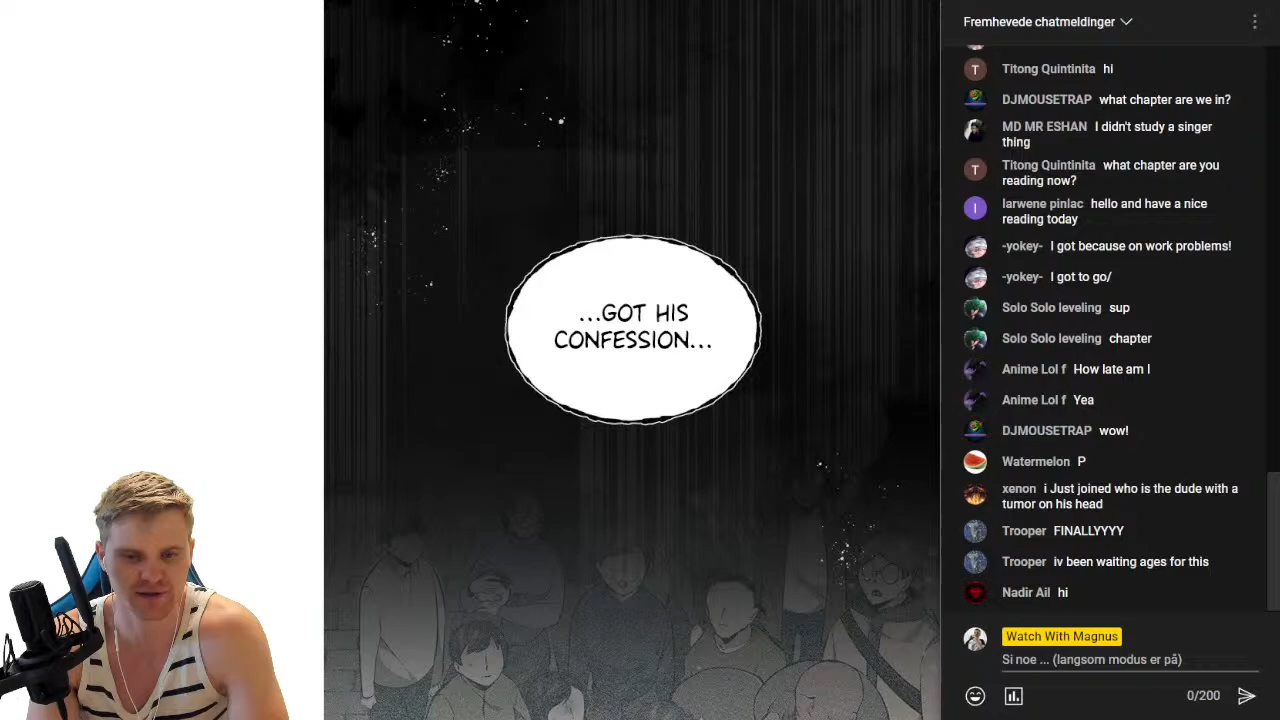 ...GOT HIS
CONFESSION...
Fremhevede chatmeldinger
T Titong Quintinita hi
DJMOUSETRAP what chapter are we in?
MD MR ESHAN I didn't study a singer
thing
T Titong Quintinita what chapter are you
reading now?
I larwene pinlac hello and have a nice
reading today
-yokey- I got because on work problems!
-yokey- I got to go/
Solo Solo leveling sup
Solo Solo leveling chapter
Anime Lol f How late am I
Anime Lol f Yea
DJMOUSETRAP wow!
Watermelon P
xenon i Just joined who is the dude with a
tumor on his head
Trooper FINALLYYYY
Trooper iv been waiting ages for this
Nadir Ail hi
Watch With Magnus
Si noe ... (langsom modus er på)
0/200